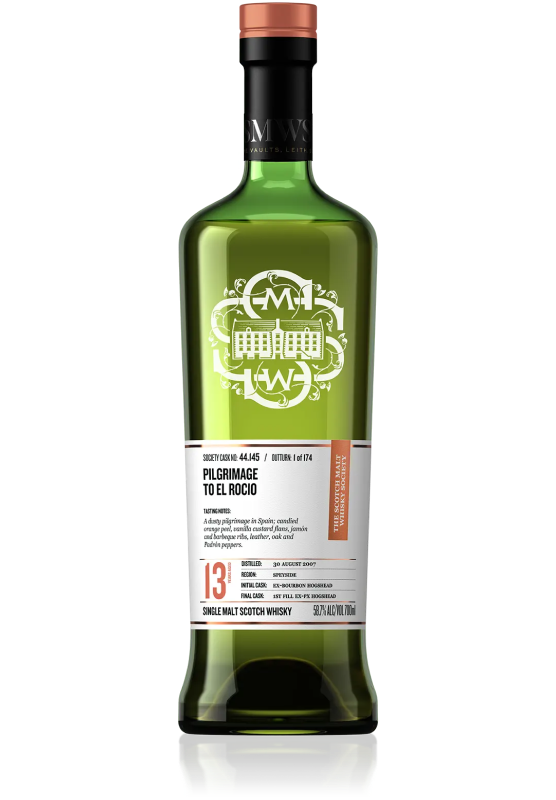 SMWS
VAULTS. LEITH
M
W
SOCIETY CASK NO: 44.145 / OUTTURN: 1 of 174
PILGRIMAGE
TO EL ROCIO
TASTING NOTES:
A dusty pilgrimage in Spain; candied
orange peel, vanilla custard flans, jamón
and barbeque ribs, leather, oak and
Padrón peppers.
THE SCOTCH MALT
WHISKY SOCIETY
13 YEARS AGED
DISTILLED: 30 AUGUST 2007
REGION: SPEYSIDE
INITIAL CASK: EX-BOURBON HOGSHEAD
FINAL CASK: 1ST FILL EX-PX HOGSHEAD
SINGLE MALT SCOTCH WHISKY 58.7% ALC/VOL 700ml